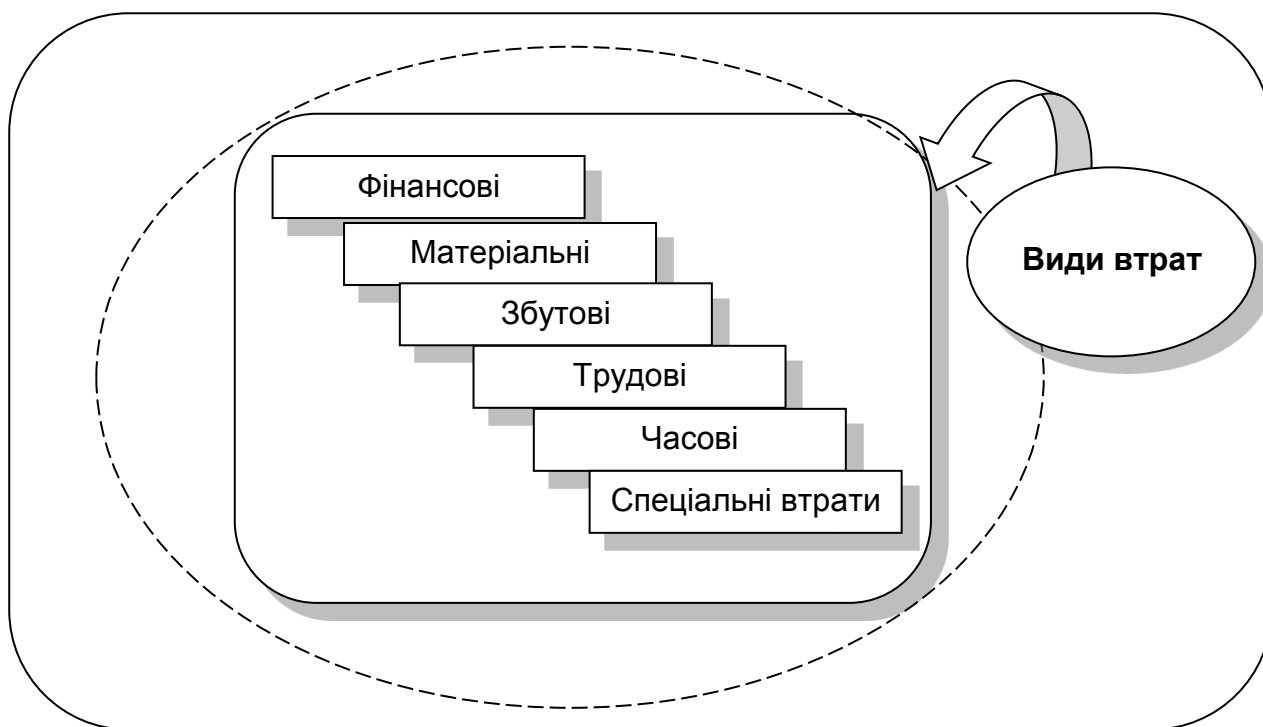 Фінансові
Матеріальні
Види втрат
Збутові
Трудові
Часові
Спеціальні втрати